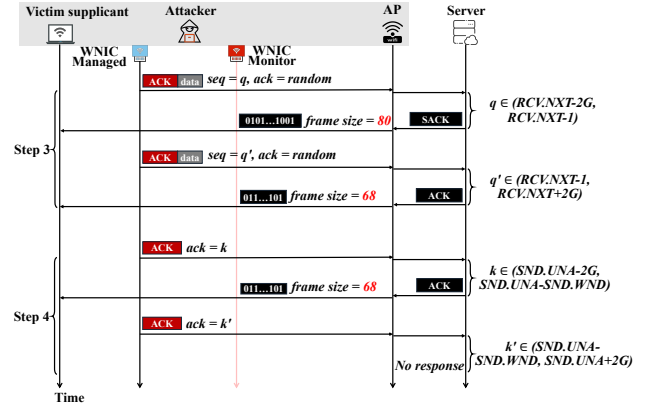 Victim supplicant
Attacker
AP
Server
WNIC
Managed
WNIC
Monitor
wifi
ACK data seq = q, ack = random
q ∈ (RCV.NXT-2G,
RCV.NXT-1)
0101...1001 frame size = 80
SACK
Step 3
ACK data seq = q', ack = random
q' ∈ (RCV.NXT-1,
RCV.NXT+2G)
011...101 frame size = 68
ACK
ACK ack = k
k ∈ (SND.UNA-2G,
SND.UNA-SND.WND)
011...101 frame size = 68
ACK
Step 4
ACK ack = k'
k' ∈ (SND.UNA-
SND.WND, SND.UNA+2G)
No response
Time